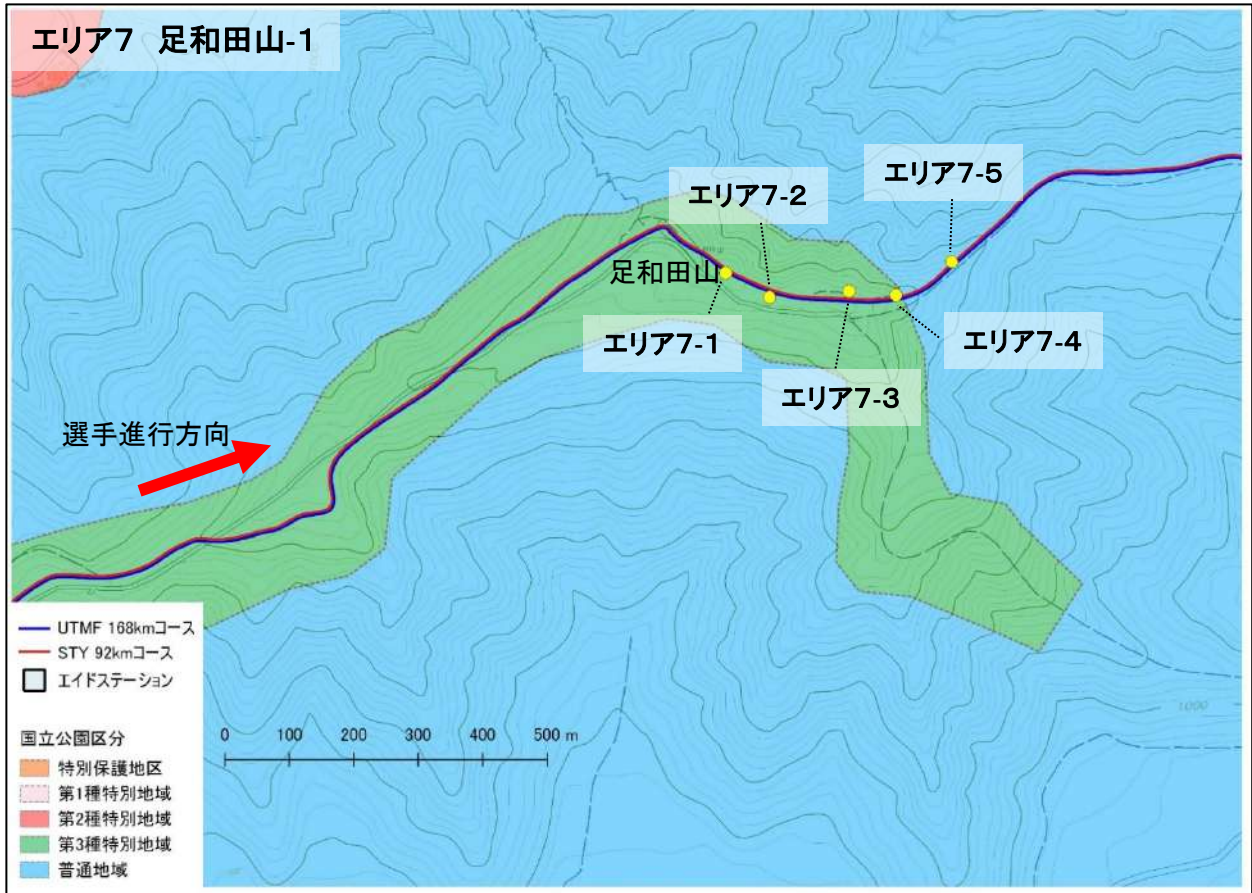 エリア7　足和田山-1
エリア7-5
エリア7-2
足和田山
エリア7-1
エリア7-4
エリア7-3
選手進行方向
UTMF 168kmコース
STY 92kmコース
エイドステーション
国立公園区分
特別保護地区
第1種特別地域
第2種特別地域
第3種特別地域
普通地域
0 100 200 300 400 500 m
1000